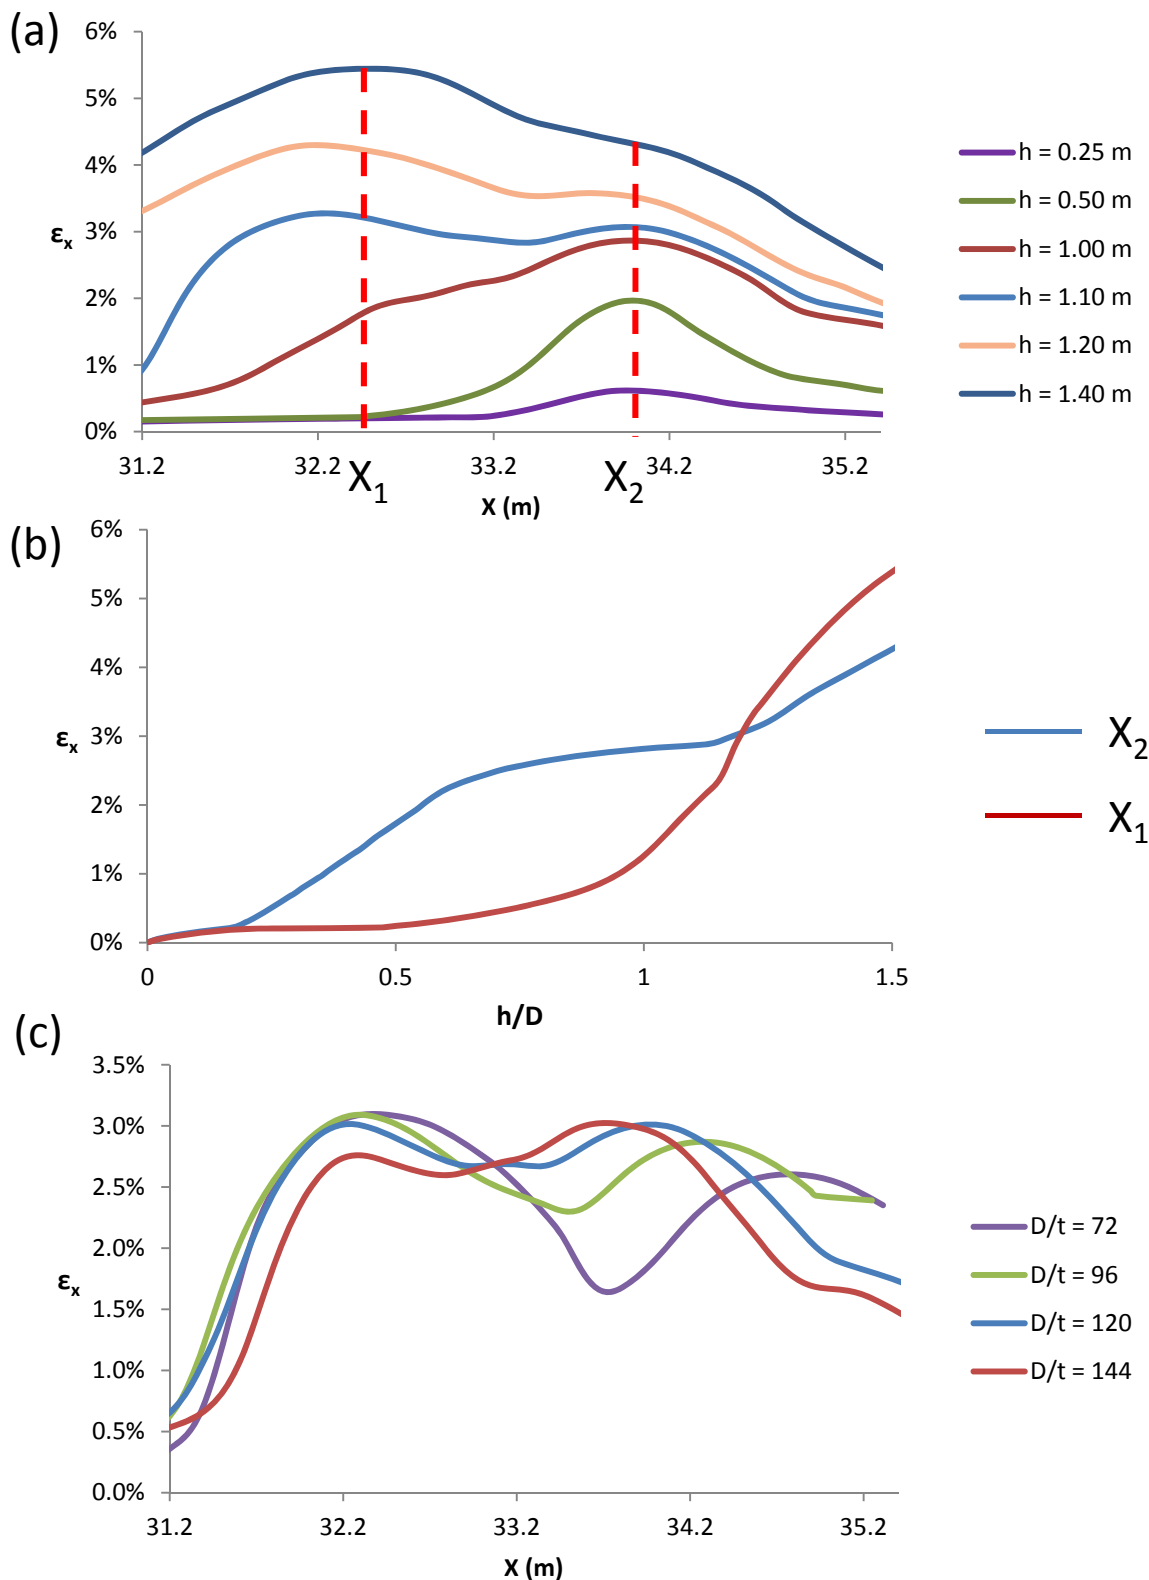 (a)
6%
5%
4%
3%
2%
1%
0%
εx
31.2
32.2
33.2
34.2
35.2
X1
X2
X (m)
h = 0.25 m
h = 0.50 m
h = 1.00 m
h = 1.10 m
h = 1.20 m
h = 1.40 m
(b)
6%
5%
4%
3%
2%
1%
0%
εx
0
0.5
1
1.5
h/D
X2
X1
(c)
3.5%
3.0%
2.5%
2.0%
1.5%
1.0%
0.5%
0.0%
εx
31.2
32.2
33.2
34.2
35.2
X (m)
D/t = 72
D/t = 96
D/t = 120
D/t = 144